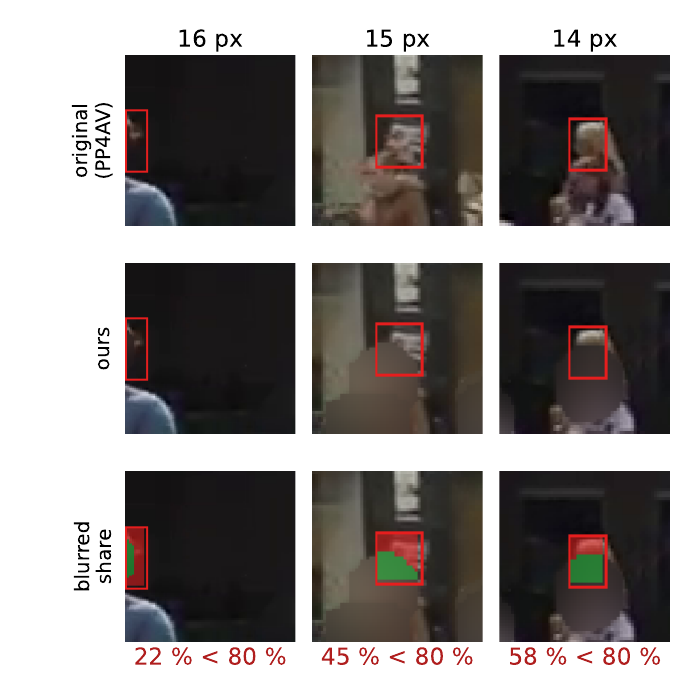 16 px 15 px 14 px
original
(PP4AV)
ours
blurred
share
22 % < 80 % 45 % < 80 % 58 % < 80 %